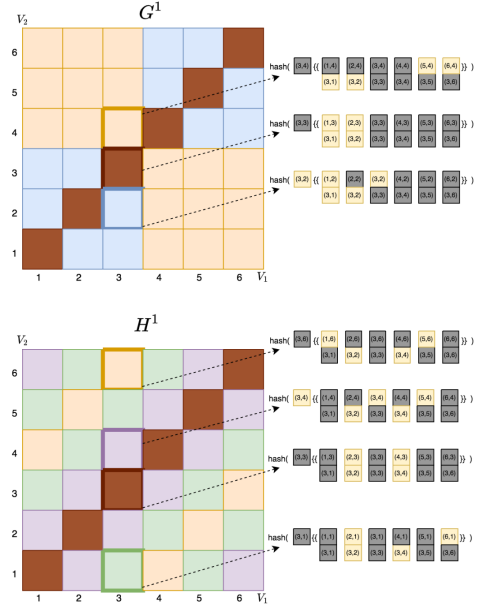 G¹
V₂
6
hash( (3,4) {{ (1,4) (2,4) (3,4) (4,4) (5,4) (6,4) }} )
(3,1) (3,2) (3,3) (3,4) (3,5) (3,6)
5
4
hash( (3,3) {{ (1,3) (2,3) (3,3) (4,3) (5,3) (6,3) }} )
(3,1) (3,2) (3,3) (3,4) (3,5) (3,6)
3
hash( (3,2) {{ (1,2) (2,2) (3,2) (4,2) (5,2) (6,2) }} )
(3,1) (3,2) (3,3) (3,4) (3,5) (3,6)
2
1
1 2 3 4 5 6 V₁
H¹
V₂
hash( (3,6) {{ (1,6) (2,6) (3,6) (4,6) (5,6) (6,6) }} )
(3,1) (3,2) (3,3) (3,4) (3,5) (3,6)
6
5
hash( (3,4) {{ (1,4) (2,4) (3,4) (4,4) (5,4) (6,4) }} )
(3,1) (3,2) (3,3) (3,4) (3,5) (3,6)
4
hash( (3,3) {{ (1,3) (2,3) (3,3) (4,3) (5,3) (6,3) }} )
(3,1) (3,2) (3,3) (3,4) (3,5) (3,6)
3
2
hash( (3,1) {{ (1,1) (2,1) (3,1) (4,1) (5,1) (6,1) }} )
(3,1) (3,2) (3,3) (3,4) (3,5) (3,6)
1
1 2 3 4 5 6 V₁